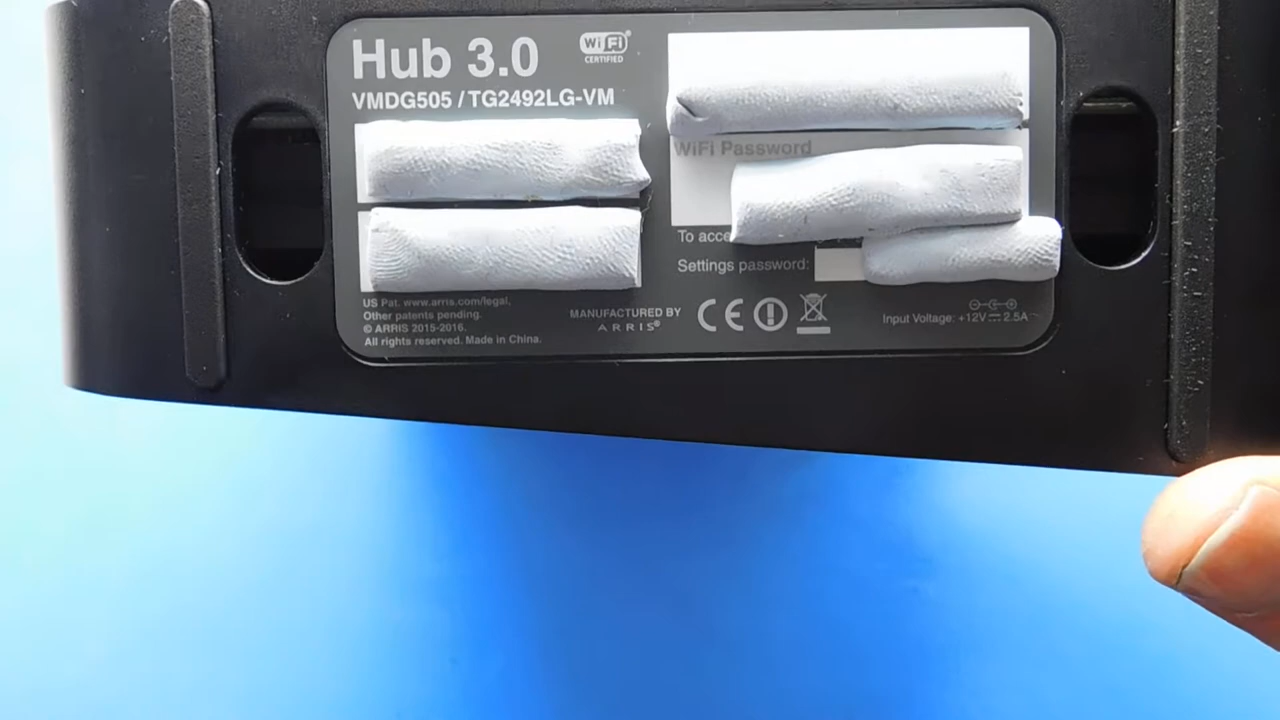 Hub 3.0
WiFi CERTIFIED
VMDG505 / TG2492LG-VM
WiFi Password
To
Settings password:
US Pat. www.arris.com/legal,
Other patents pending.
© ARRIS 2015-2016.
All rights reserved. Made in China.
MANUFACTURED BY
ARRIS®
CE
Input Voltage: +12V⎓2.5A